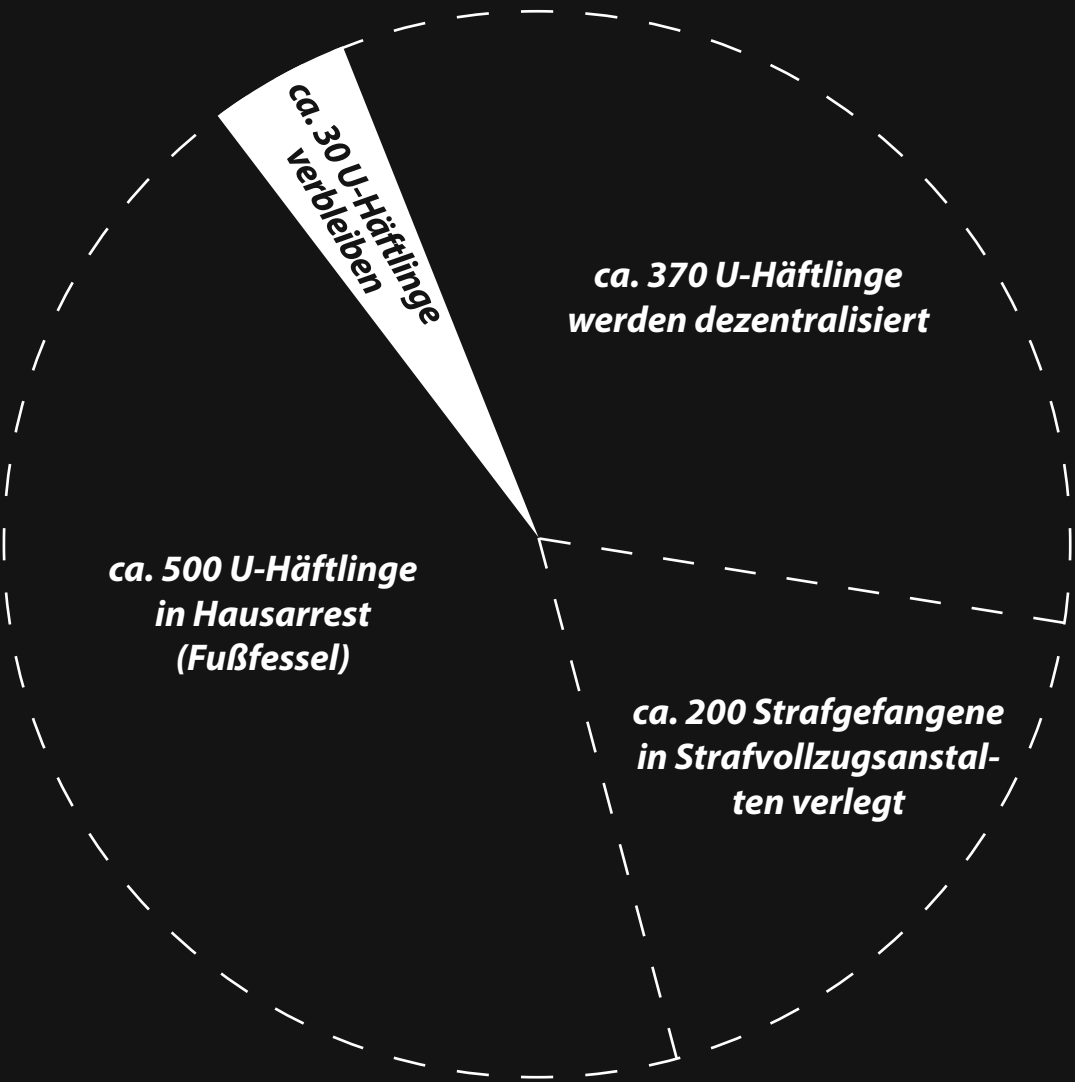 ca. 30 U-Häftlinge
verbleiben
ca. 370 U-Häftlinge
werden dezentralisiert
ca. 500 U-Häftlinge
in Hausarrest
(Fußfessel)
ca. 200 Strafgefangene
in Strafvollzugsanstal-
ten verlegt